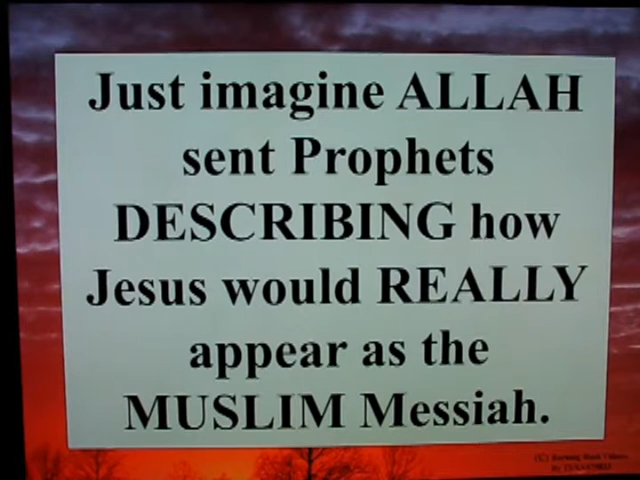 Just imagine ALLAH
sent Prophets
DESCRIBING how
Jesus would REALLY
appear as the
MUSLIM Messiah.
(C)